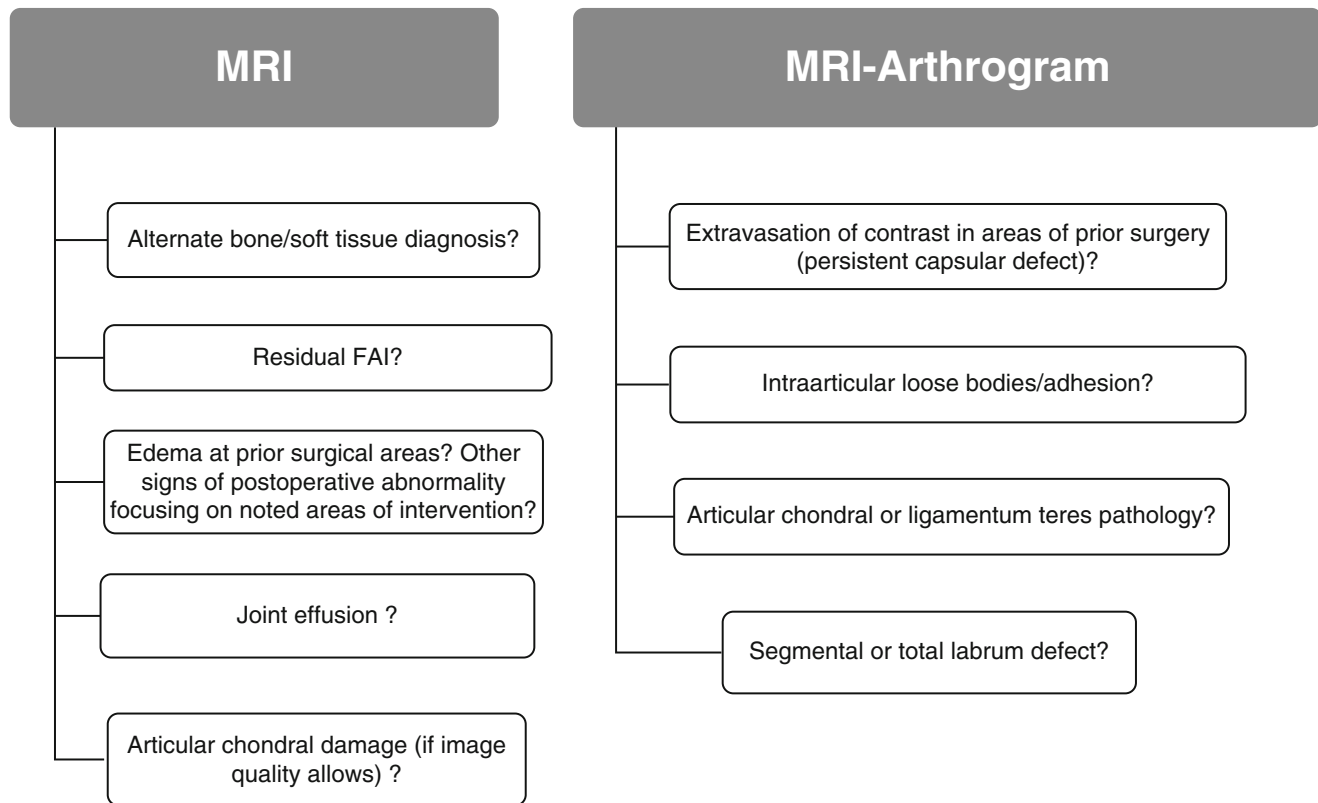 MRI
Alternate bone/soft tissue diagnosis?
Residual FAI?
Edema at prior surgical areas? Other
signs of postoperative abnormality
focusing on noted areas of intervention?
Joint effusion ?
Articular chondral damage (if image
quality allows) ?
MRI-Arthrogram
Extravasation of contrast in areas of prior surgery
(persistent capsular defect)?
Intraarticular loose bodies/adhesion?
Articular chondral or ligamentum teres pathology?
Segmental or total labrum defect?